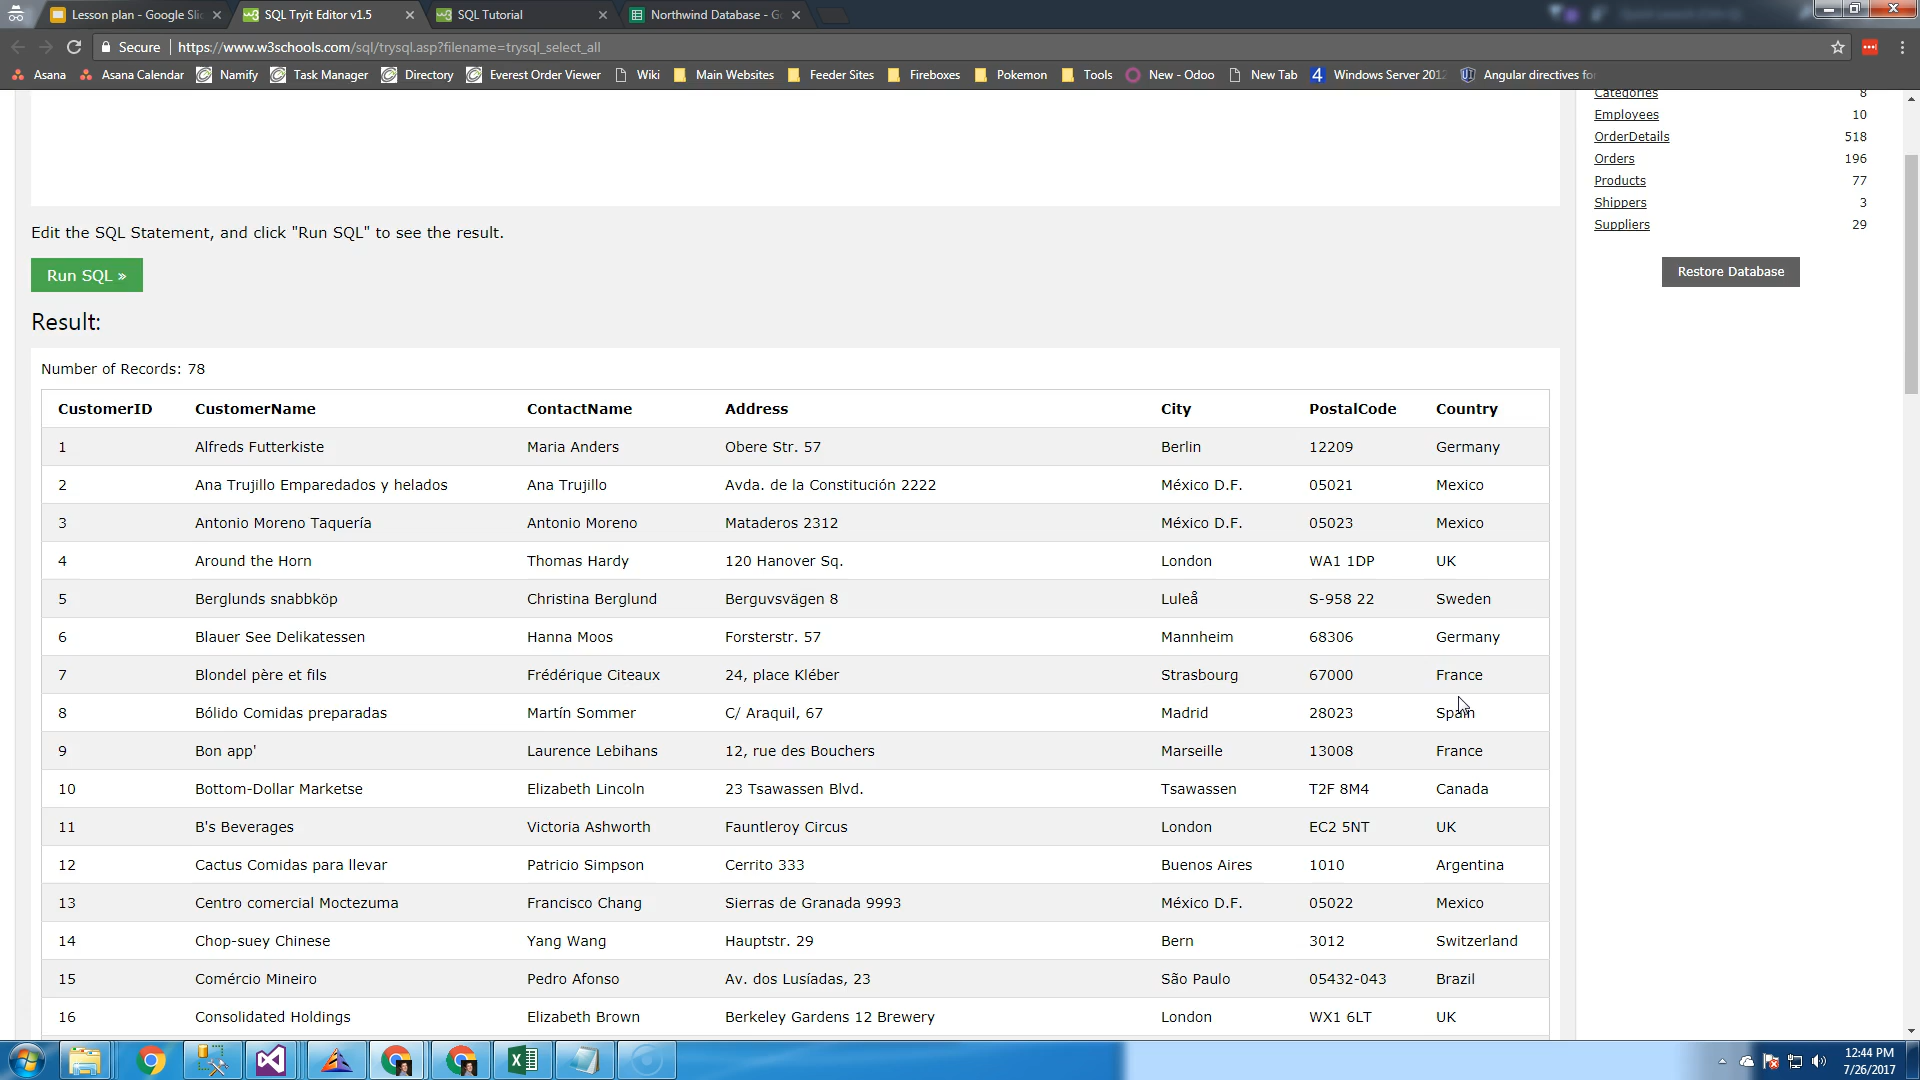 Lesson plan - Google Slic
SQL Tryit Editor v1.5
SQL Tutorial
Northwind Database - G
Secure https://www.w3schools.com/sql/trysql.asp?filename=trysql_select_all
Asana Asana Calendar Namify Task Manager Directory Everest Order Viewer Wiki Main Websites Feeder Sites Fireboxes Pokemon Tools New - Odoo New Tab Windows Server 2012 Angular directives fo
Categories 8
Employees 10
OrderDetails 518
Orders 196
Products 77
Shippers 3
Suppliers 29
Restore Database
Edit the SQL Statement, and click "Run SQL" to see the result.
Run SQL »
Result:
Number of Records: 78
CustomerID CustomerName ContactName Address City PostalCode Country
1 Alfreds Futterkiste Maria Anders Obere Str. 57 Berlin 12209 Germany
2 Ana Trujillo Emparedados y helados Ana Trujillo Avda. de la Constitución 2222 México D.F. 05021 Mexico
3 Antonio Moreno Taquería Antonio Moreno Mataderos 2312 México D.F. 05023 Mexico
4 Around the Horn Thomas Hardy 120 Hanover Sq. London WA1 1DP UK
5 Berglunds snabbköp Christina Berglund Berguvsvägen 8 Luleå S-958 22 Sweden
6 Blauer See Delikatessen Hanna Moos Forsterstr. 57 Mannheim 68306 Germany
7 Blondel père et fils Frédérique Citeaux 24, place Kléber Strasbourg 67000 France
8 Bólido Comidas preparadas Martín Sommer C/ Araquil, 67 Madrid 28023 Spain
9 Bon app' Laurence Lebihans 12, rue des Bouchers Marseille 13008 France
10 Bottom-Dollar Marketse Elizabeth Lincoln 23 Tsawassen Blvd. Tsawassen T2F 8M4 Canada
11 B's Beverages Victoria Ashworth Fauntleroy Circus London EC2 5NT UK
12 Cactus Comidas para llevar Patricio Simpson Cerrito 333 Buenos Aires 1010 Argentina
13 Centro comercial Moctezuma Francisco Chang Sierras de Granada 9993 México D.F. 05022 Mexico
14 Chop-suey Chinese Yang Wang Hauptstr. 29 Bern 3012 Switzerland
15 Comércio Mineiro Pedro Afonso Av. dos Lusíadas, 23 São Paulo 05432-043 Brazil
16 Consolidated Holdings Elizabeth Brown Berkeley Gardens 12 Brewery London WX1 6LT UK
12:44 PM
7/26/2017